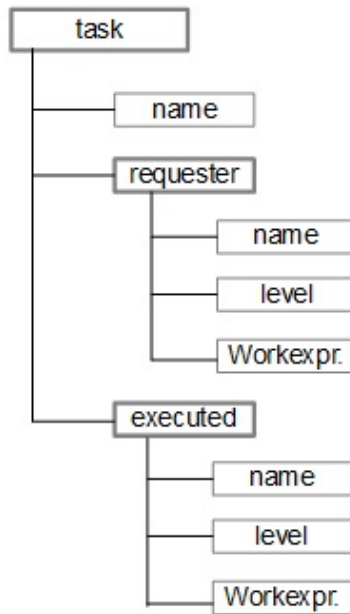 task
name
requester
name
level
Workexpr.
executed
name
level
Workexpr.